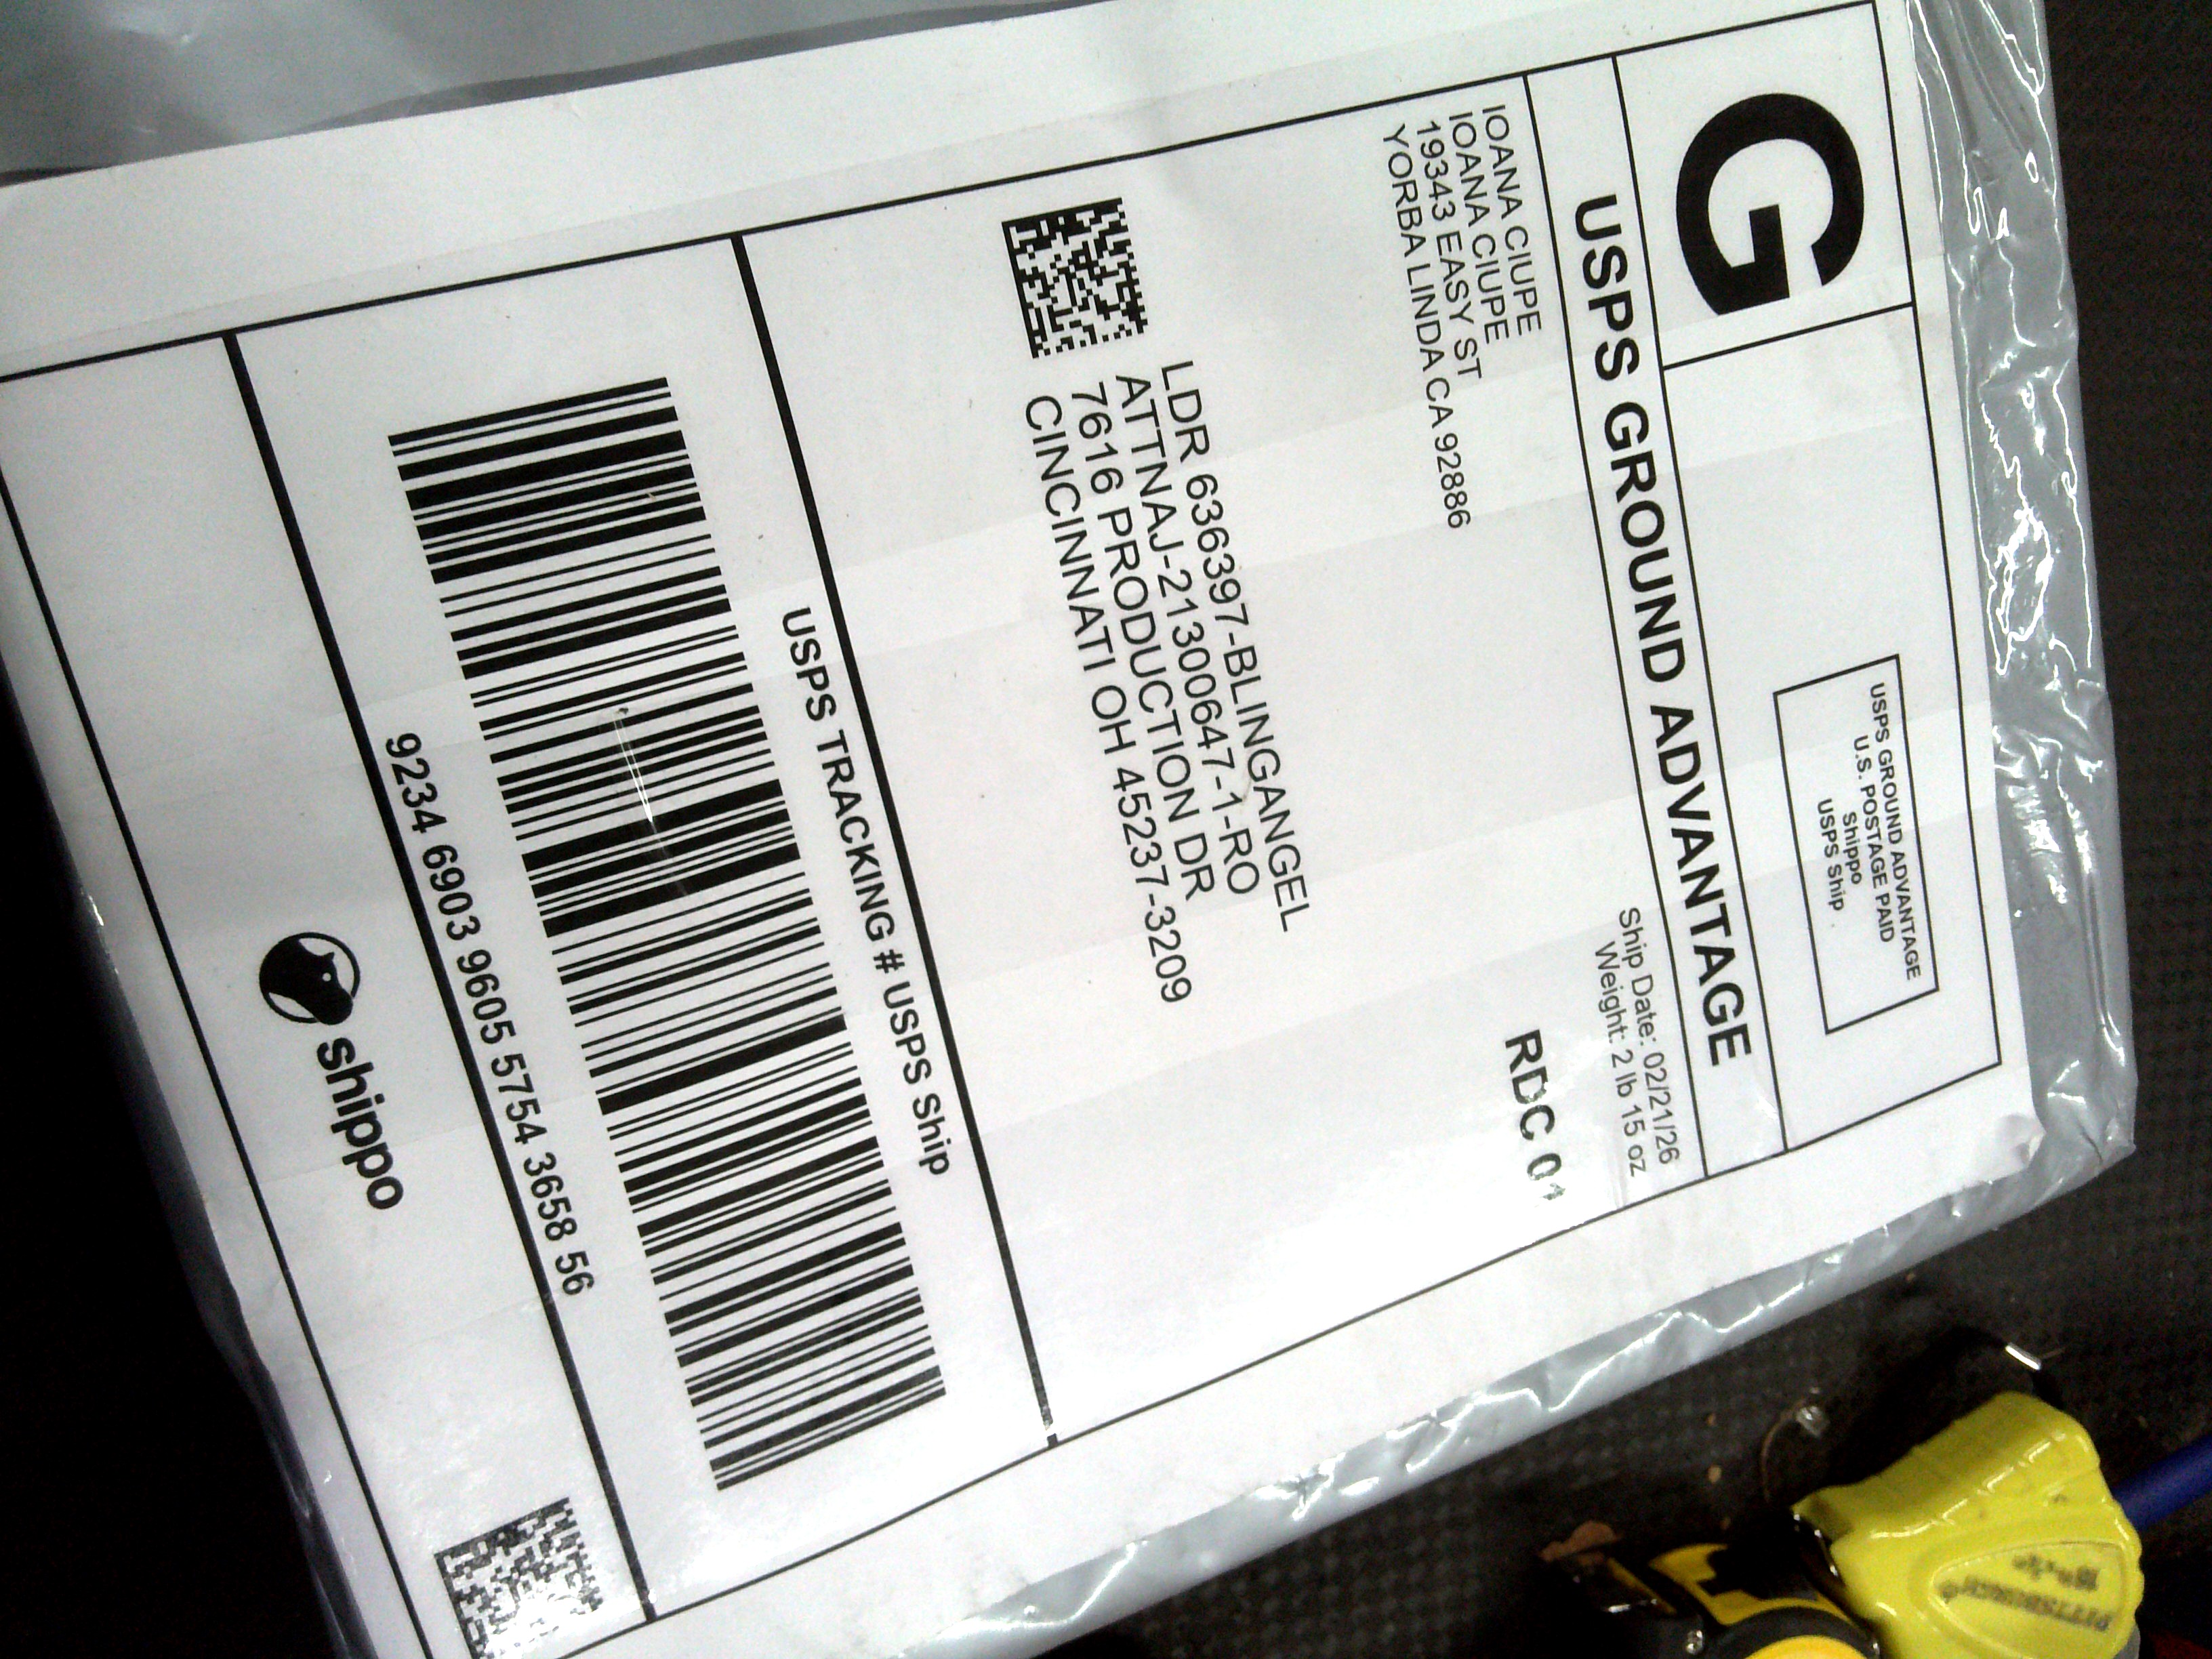 G
USPS GROUND ADVANTAGE
U.S. POSTAGE PAID
Shippo
USPS Ship
USPS GROUND ADVANTAGE
IOANA CIUPE
IOANA CIUPE
19343 EASY ST
YORBA LINDA CA 92886
Ship Date: 02/21/26
Weight: 2 lb 15 oz
RDC 01
LDR 636397-BLINGANGEL
ATTNAJ-21300647-1-RO
7616 PRODUCTION DR
CINCINNATI OH 45237-3209
USPS TRACKING # USPS Ship
9234 6903 9605 5754 3658 56
shippo
PITTSBURGH